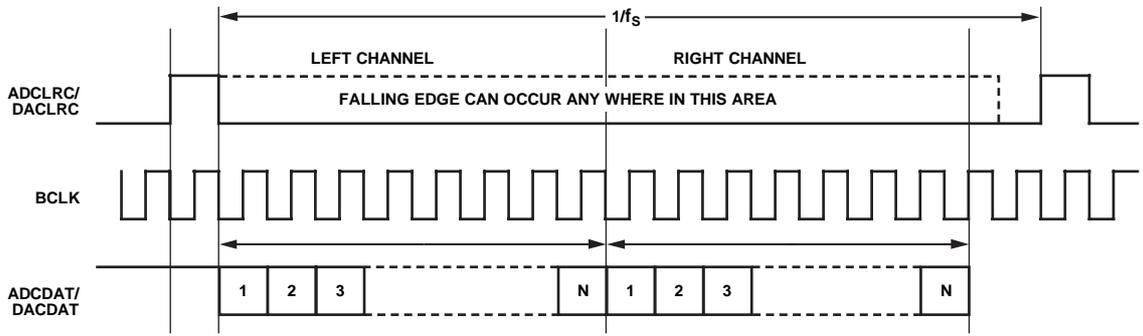 1/fS
LEFT CHANNEL
RIGHT CHANNEL
ADCLRC/
DACLRC
FALLING EDGE CAN OCCUR ANY WHERE IN THIS AREA
BCLK
ADCDAT/
DACDAT
1 2 3 N 1 2 3 N